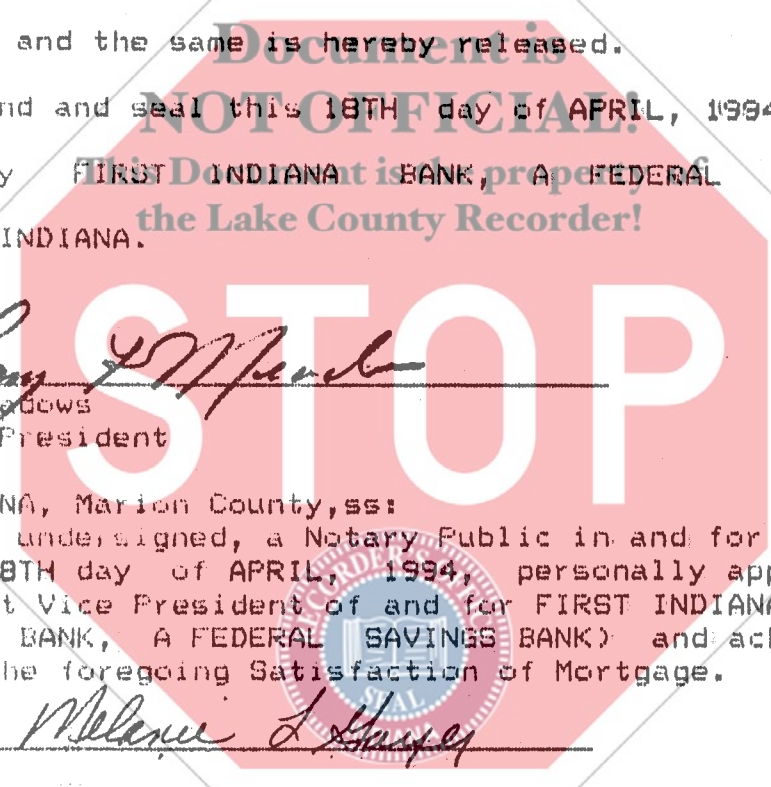 and the same is hereby released.
Document is
nd and seal this 18TH day of APRIL, 1994
NOT OFFICIAL!
y FIRST INDIANA BANK, A FEDERAL
This Document is the property of
the Lake County Recorder!
INDIANA.
STOP
L Meadows
adows
President
NA, Marion County,ss:
undersigned, a Notary Public in and for
8TH day of APRIL, 1994, personally app
t Vice President of and for FIRST INDIANA
BANK, A FEDERAL SAVINGS BANK) and ack
he foregoing Satisfaction of Mortgage.
SEAL
Melanie L